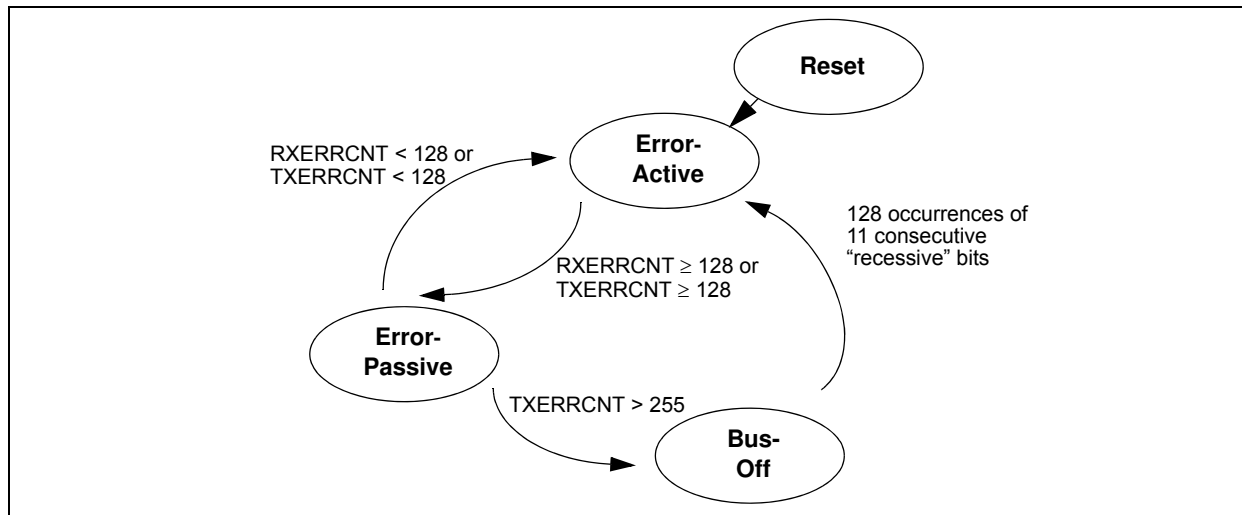 Reset
Error-
Active
RXERRCNT < 128 or
TXERRCNT < 128
128 occurrences of
11 consecutive
“recessive” bits
RXERRCNT ≥ 128 or
TXERRCNT ≥ 128
Error-
Passive
TXERRCNT > 255
Bus-
Off